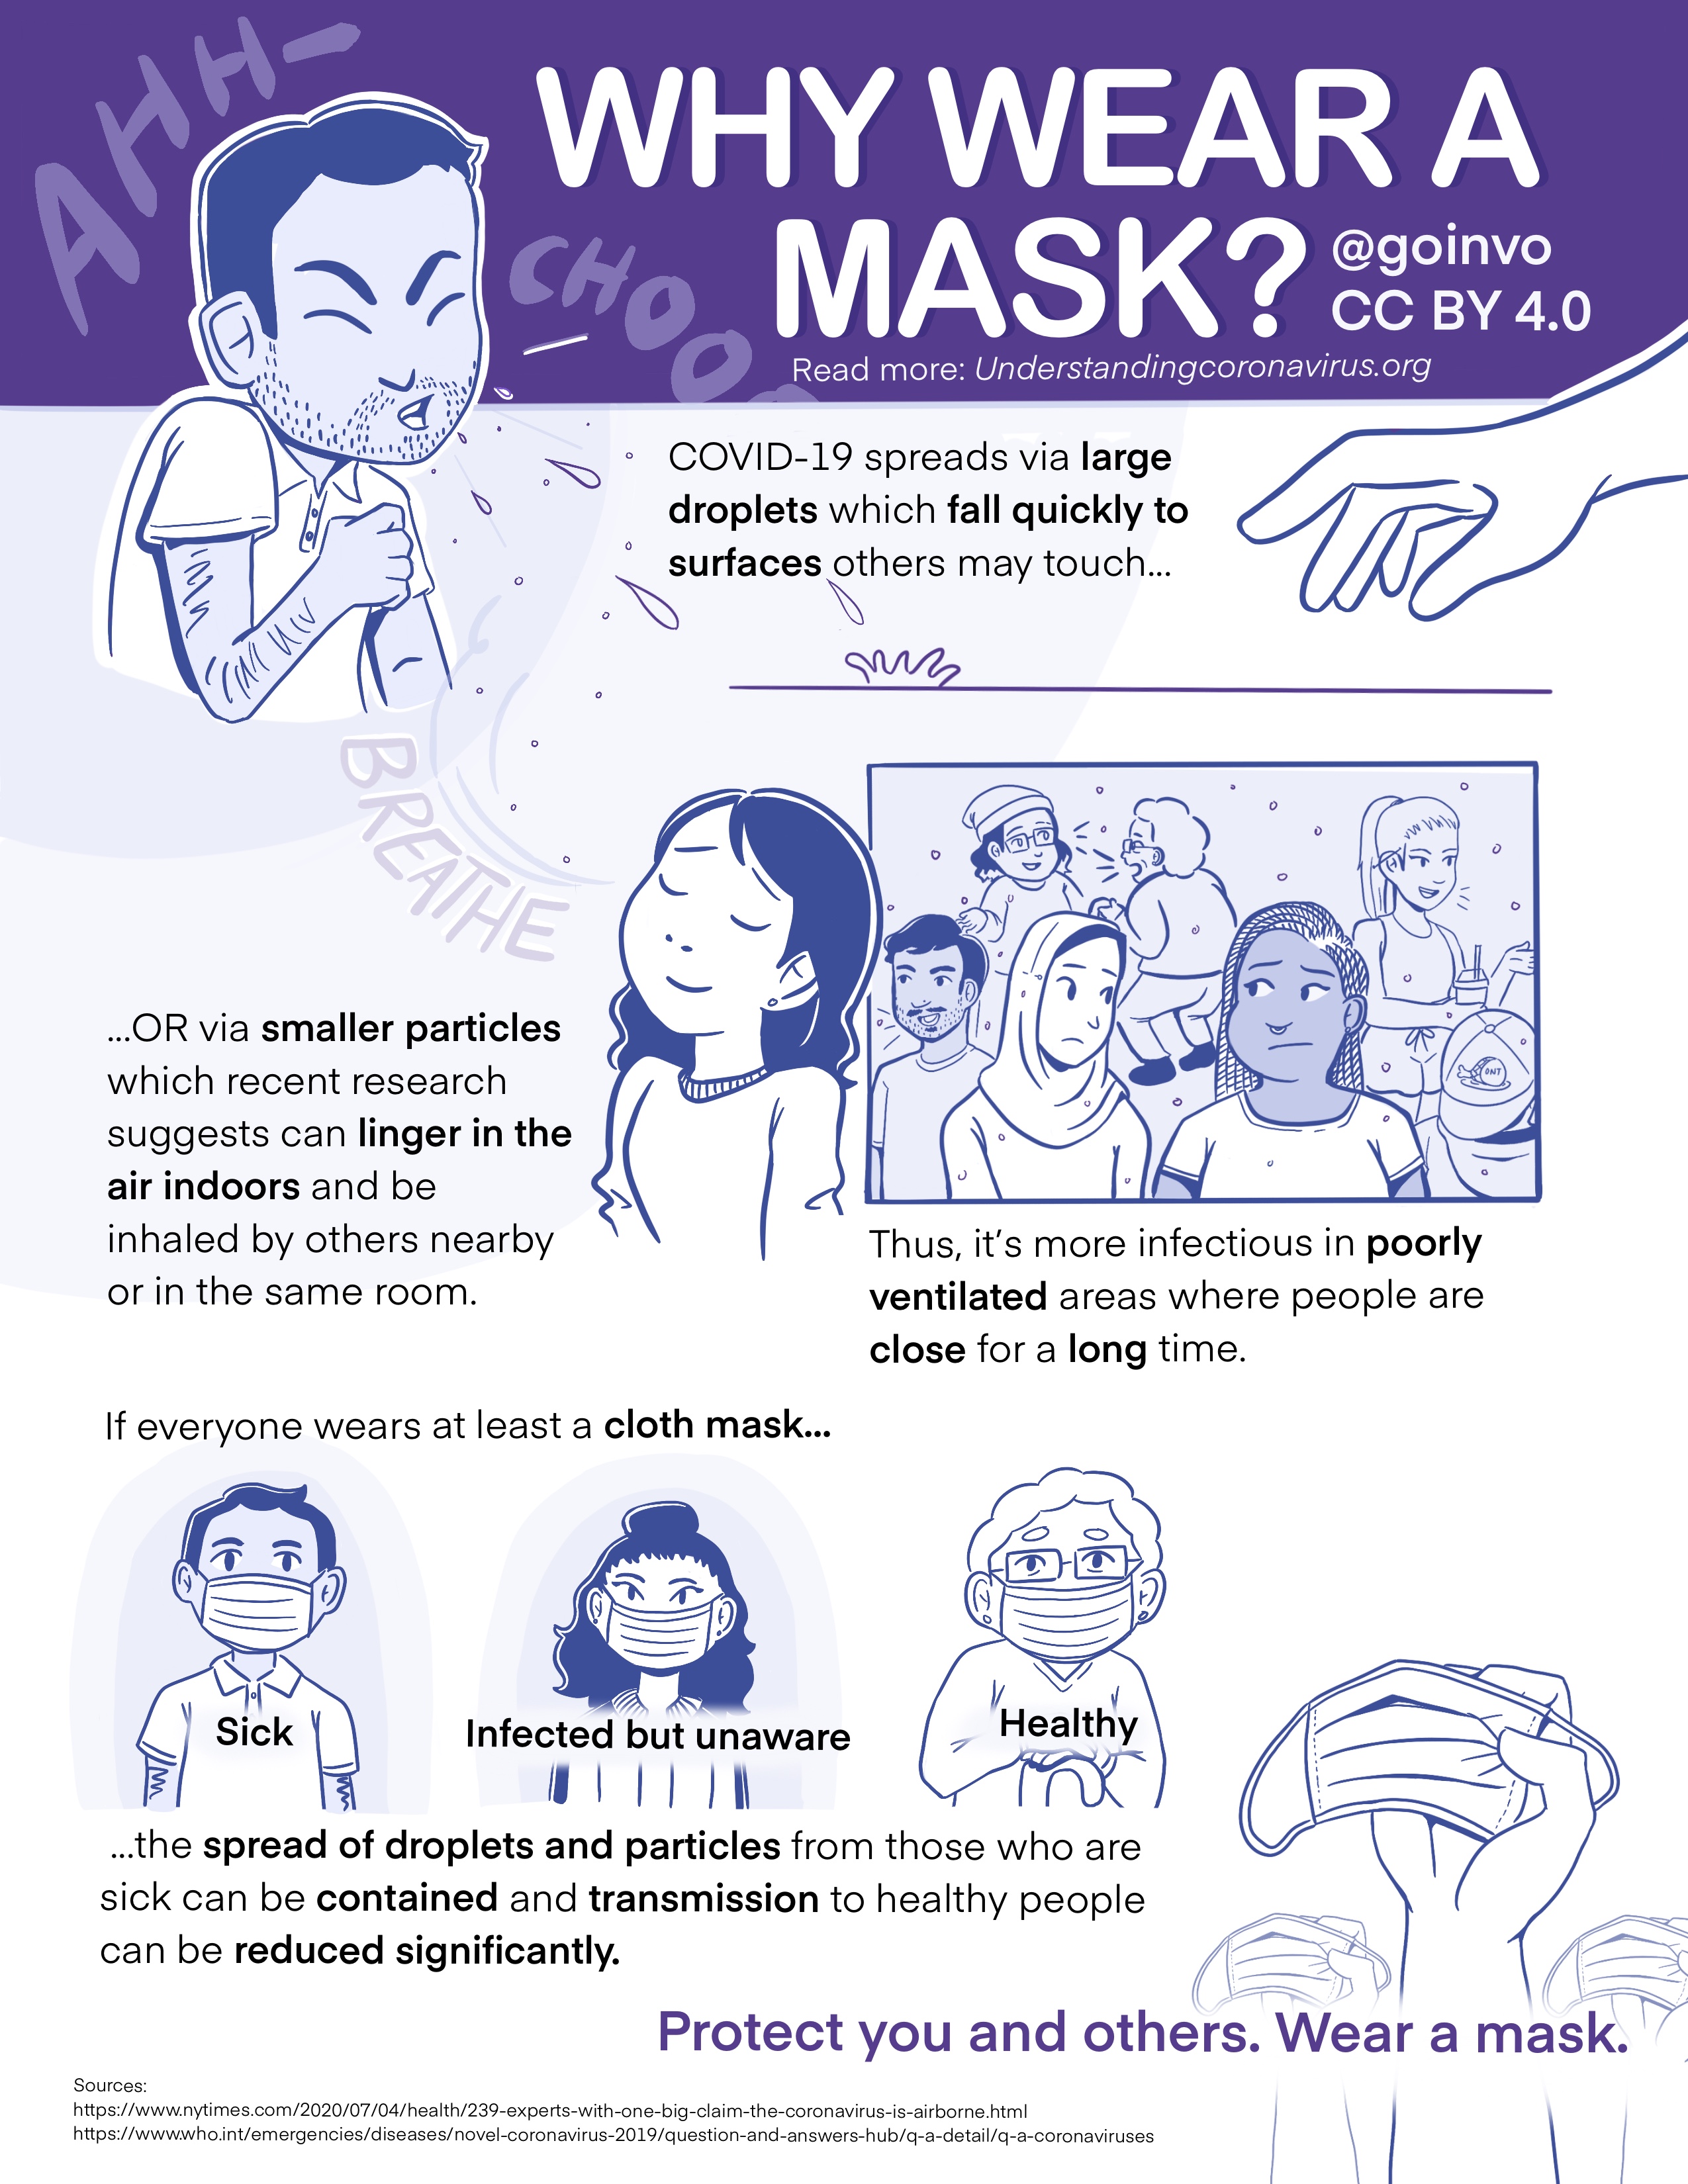 AHH-
CHOOO
WHY WEAR A
MASK?
@goinvo
CC BY 4.0
Read more: Understandingcoronavirus.org
COVID-19 spreads via large
droplets which fall quickly to
surfaces others may touch...
BREATHE
...OR via smaller particles
which recent research
suggests can linger in the
air indoors and be
inhaled by others nearby
or in the same room.
ONT
Thus, it's more infectious in poorly
ventilated areas where people are
close for a long time.
If everyone wears at least a cloth mask...
Sick
Infected but unaware
Healthy
...the spread of droplets and particles from those who are
sick can be contained and transmission to healthy people
can be reduced significantly.
Protect you and others. Wear a mask.
Sources:
https://www.nytimes.com/2020/07/04/health/239-experts-with-one-big-claim-the-coronavirus-is-airborne.html
https://www.who.int/emergencies/diseases/novel-coronavirus-2019/question-and-answers-hub/q-a-detail/q-a-coronaviruses